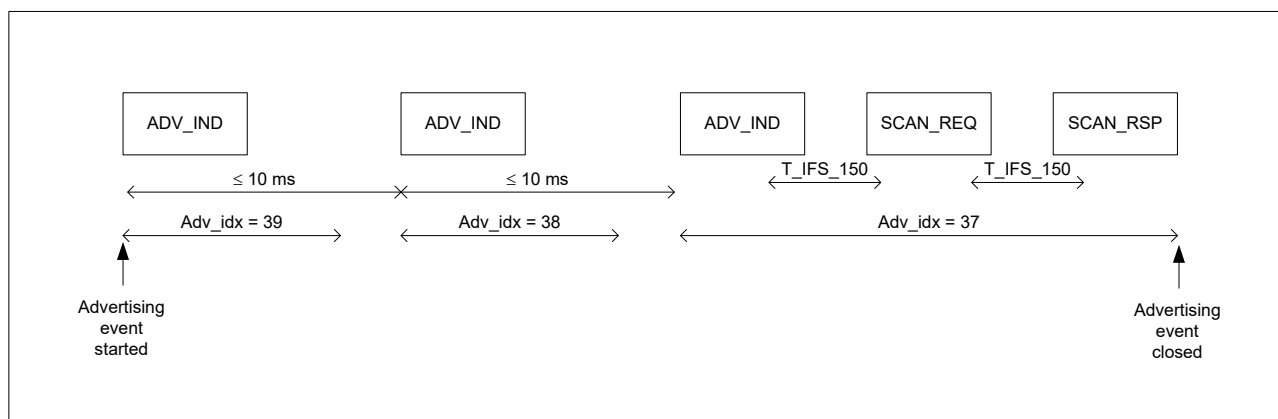 ADV_IND
ADV_IND
ADV_IND
SCAN_REQ
SCAN_RSP
T_IFS_150
T_IFS_150
≤ 10 ms
≤ 10 ms
Adv_idx = 39
Adv_idx = 38
Adv_idx = 37
Advertising
event
started
Advertising
event
closed